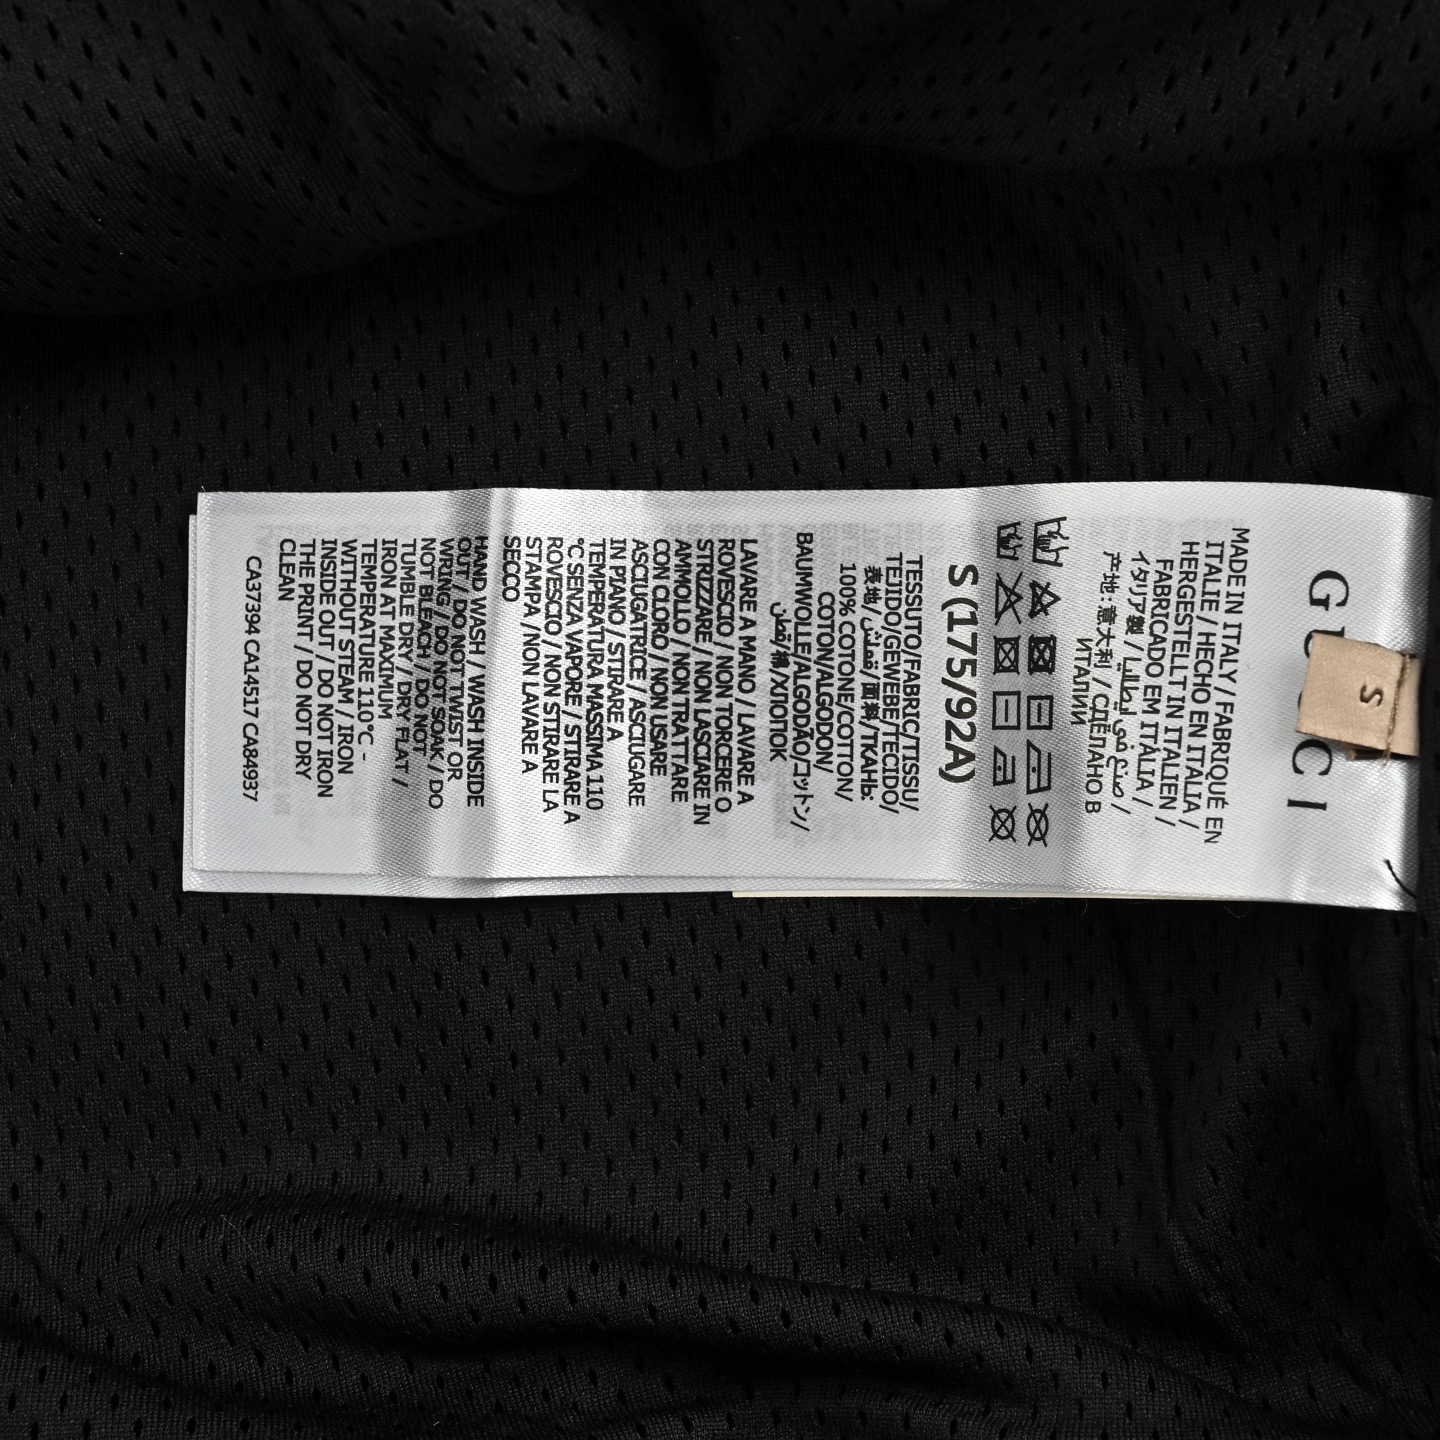 GUCCI
S
MADE IN ITALY / FABRIQUÉ EN
ITALIE / HECHO EN ITALIA /
HERGESTELLT IN ITALIEN /
FABRICADO EM ITÁLIA /
イタリア製 / صنع في إيطاليا /
产地: 意大利 / СДЕЛАНО В
ИТАЛИИ
S (175/92A)
TESSUTO/FABRIC/TISSU/
TEJIDO/GEWEBE/TECIDO/
表地/قماش/面料/ТКАНЬ:
100% COTONE/COTTON/
COTON/ALGODON/
BAUMWOLLE/ALGODÃO/コットン/
قطن/棉/ХЛОПОК
LAVARE A MANO / LAVARE A
ROVESCIO / NON TORCERE O
STRIZZARE / NON LASCIARE IN
AMMOLLO / NON TRATTARE
CON CLORO / NON USARE
ASCIUGATRICE / ASCIUGARE
IN PIANO / STIRARE A
TEMPERATURA MASSIMA 110
°C SENZA VAPORE / STIRARE A
ROVESCIO / NON STIRARE LA
STAMPA / NON LAVARE A
SECCO
HAND WASH / WASH INSIDE
OUT / DO NOT TWIST OR
WRING / DO NOT SOAK / DO
NOT BLEACH / DO NOT
TUMBLE DRY / DRY FLAT /
IRON AT MAXIMUM
TEMPERATURE 110°C -
WITHOUT STEAM / IRON
INSIDE OUT / DO NOT IRON
THE PRINT / DO NOT DRY
CLEAN
CA37394 CA14517 CA84937